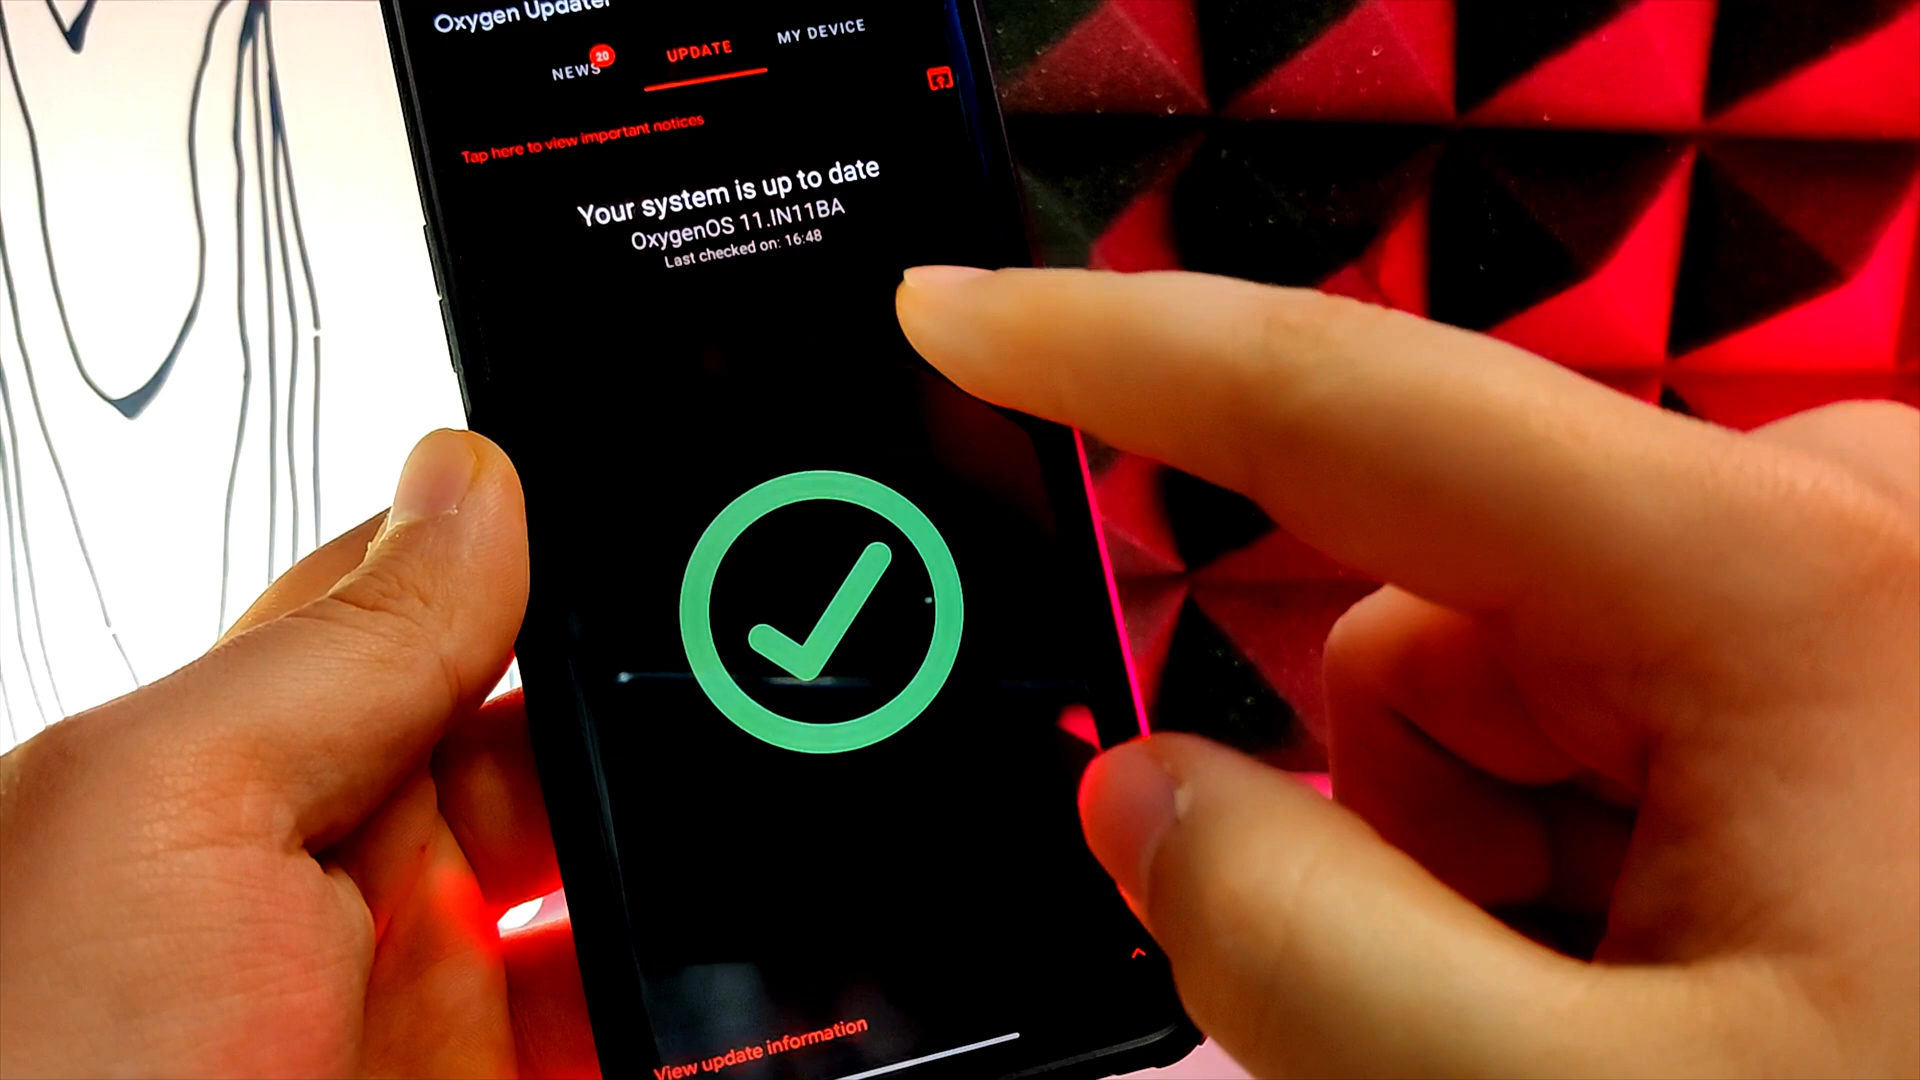 Oxygen Updater
NEWS 20 UPDATE MY DEVICE
Tap here to view important notices
Your system is up to date
OxygenOS 11.IN11BA
Last checked on: 16:48
View update information